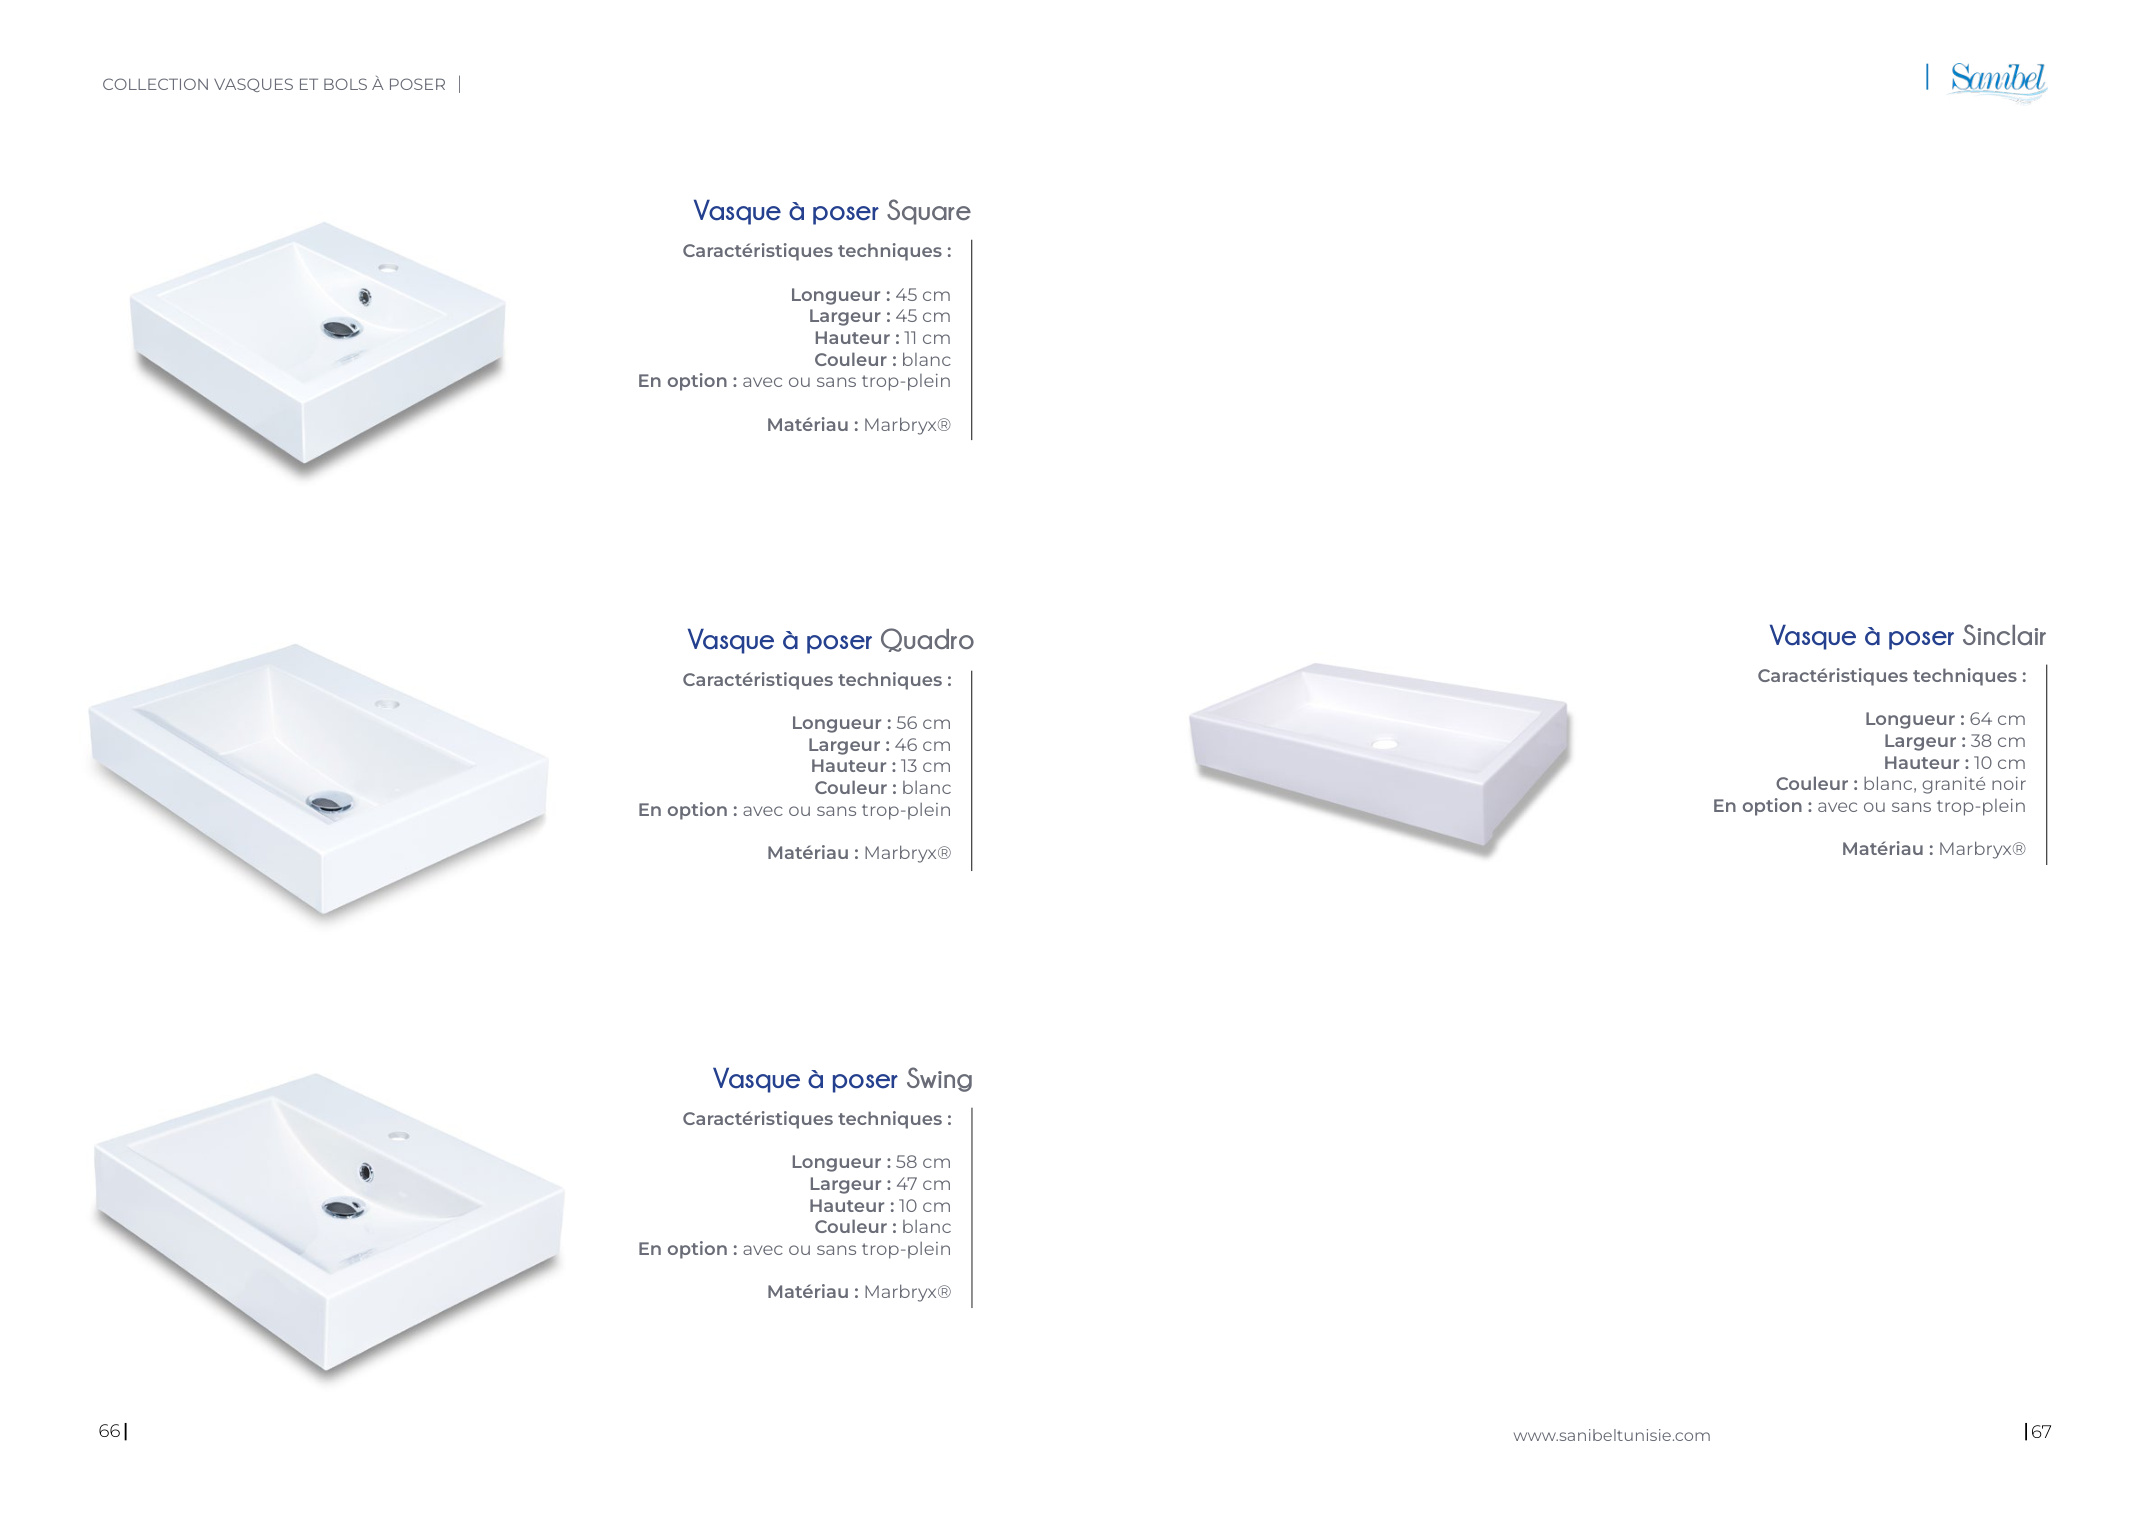 COLLECTION VASQUES ET BOLS À POSER
Sanibel
Vasque à poser Square
Caractéristiques techniques :
Longueur : 45 cm
Largeur : 45 cm
Hauteur : 11 cm
Couleur : blanc
En option : avec ou sans trop-plein
Matériau : Marbryx®
Vasque à poser Quadro
Caractéristiques techniques :
Longueur : 56 cm
Largeur : 46 cm
Hauteur : 13 cm
Couleur : blanc
En option : avec ou sans trop-plein
Matériau : Marbryx®
Vasque à poser Swing
Caractéristiques techniques :
Longueur : 58 cm
Largeur : 47 cm
Hauteur : 10 cm
Couleur : blanc
En option : avec ou sans trop-plein
Matériau : Marbryx®
66
Vasque à poser Sinclair
Caractéristiques techniques :
Longueur : 64 cm
Largeur : 38 cm
Hauteur : 10 cm
Couleur : blanc, granité noir
En option : avec ou sans trop-plein
Matériau : Marbryx®
www.sanibeltunisie.com
67